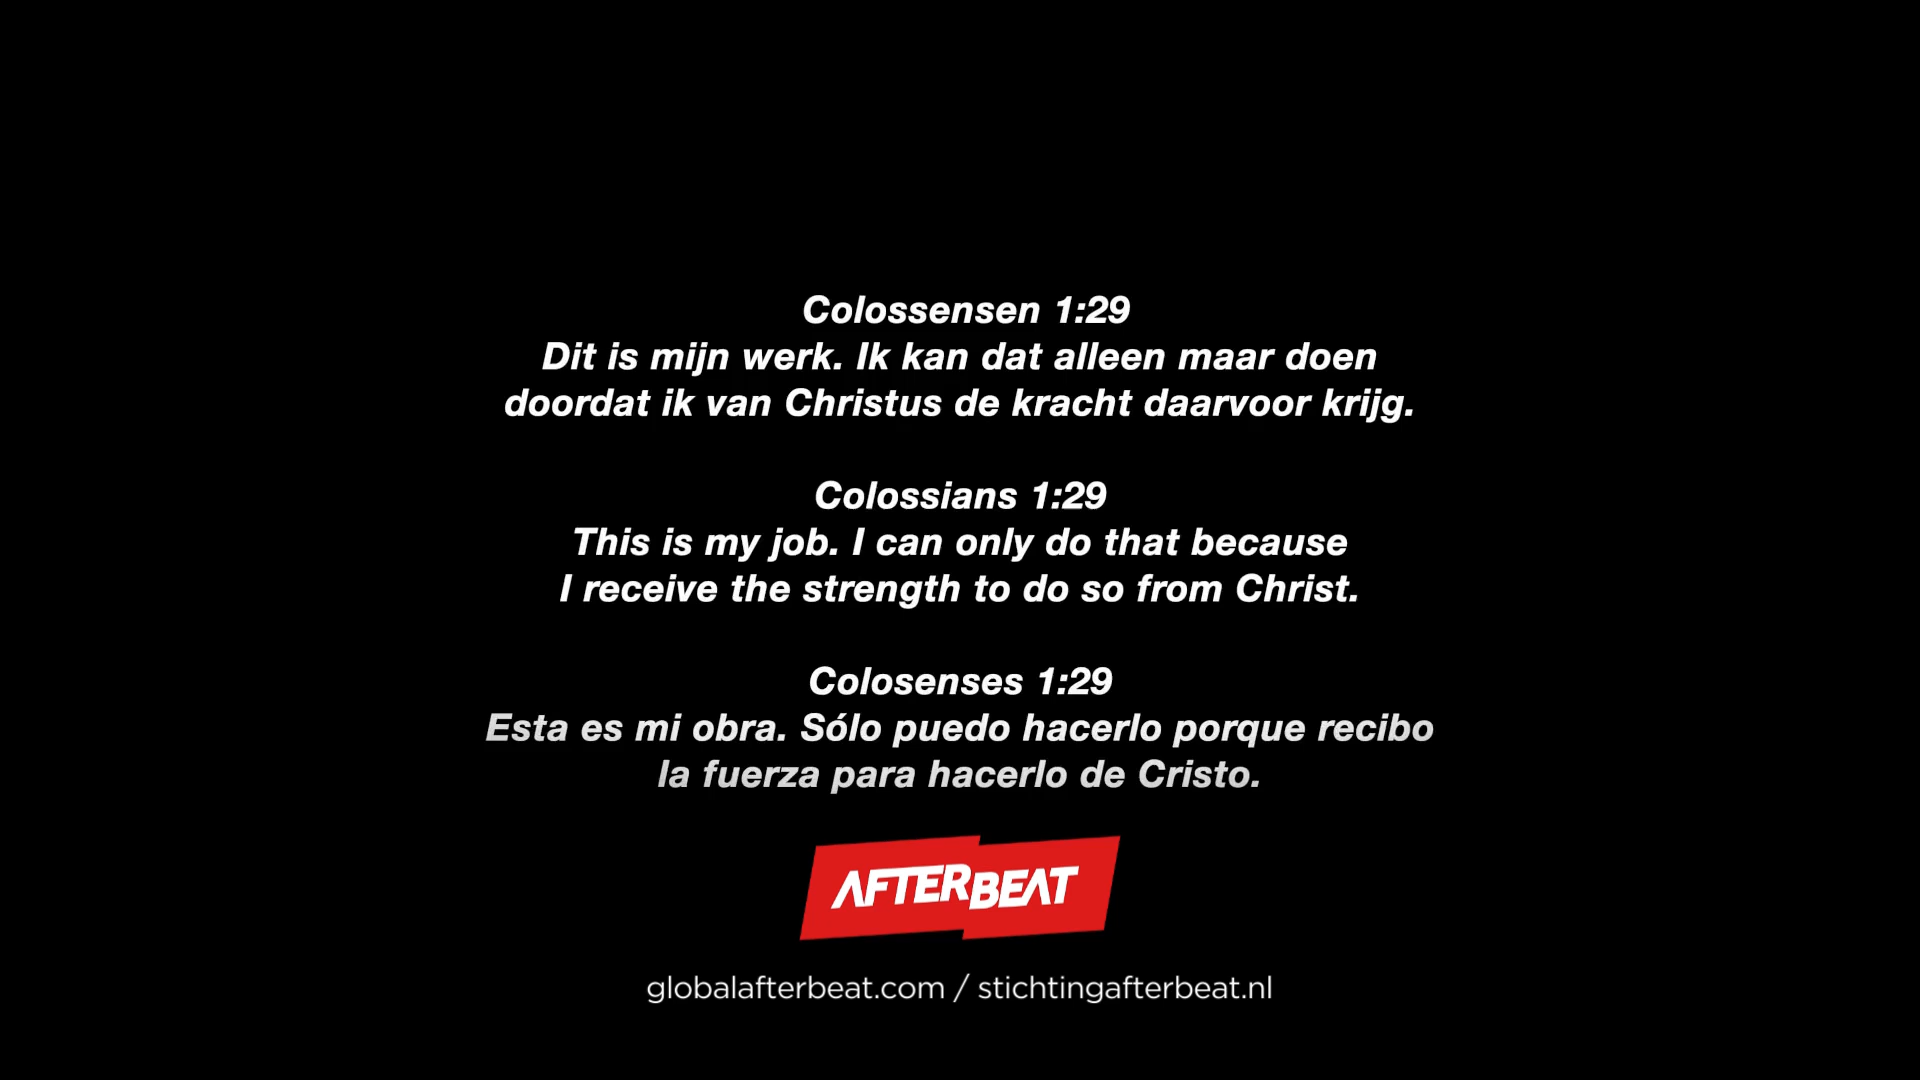 Colossensen 1:29
Dit is mijn werk. Ik kan dat alleen maar doen
doordat ik van Christus de kracht daarvoor krijg.
Colossians 1:29
This is my job. I can only do that because
I receive the strength to do so from Christ.
Colosenses 1:29
Esta es mi obra. Sólo puedo hacerlo porque recibo
la fuerza para hacerlo de Cristo.
AFTERBEAT
globalafterbeat.com / stichtingafterbeat.nl